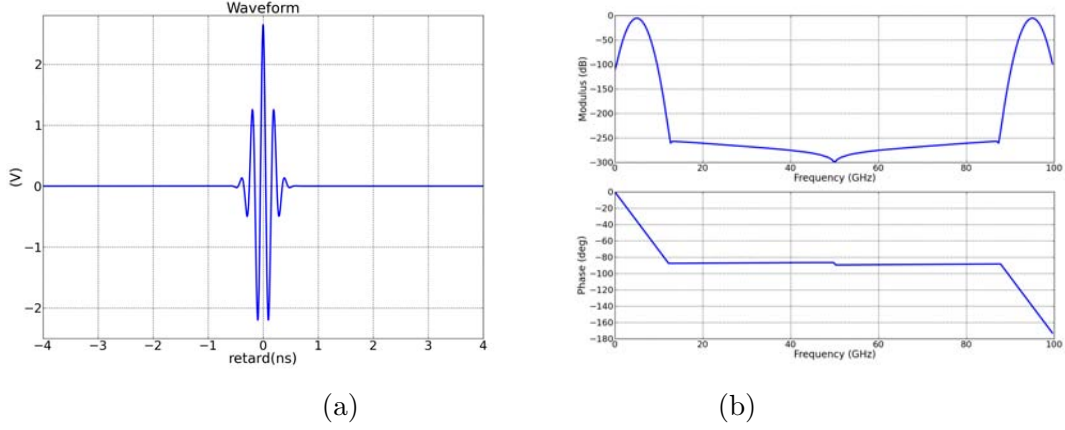 Waveform
2
1
0
−1
−2
(V)
−4 −3 −2 −1 0 1 2 3 4
retard(ns)
(a)
0
−50
−100
−150
−200
−250
−300
Modulus (dB)
0 20 40 60 80 100
Frequency (GHz)
0
−20
−40
−60
−80
−100
−120
−140
−160
−180
Phase (deg)
0 20 40 60 80 100
Frequency (GHz)
(b)